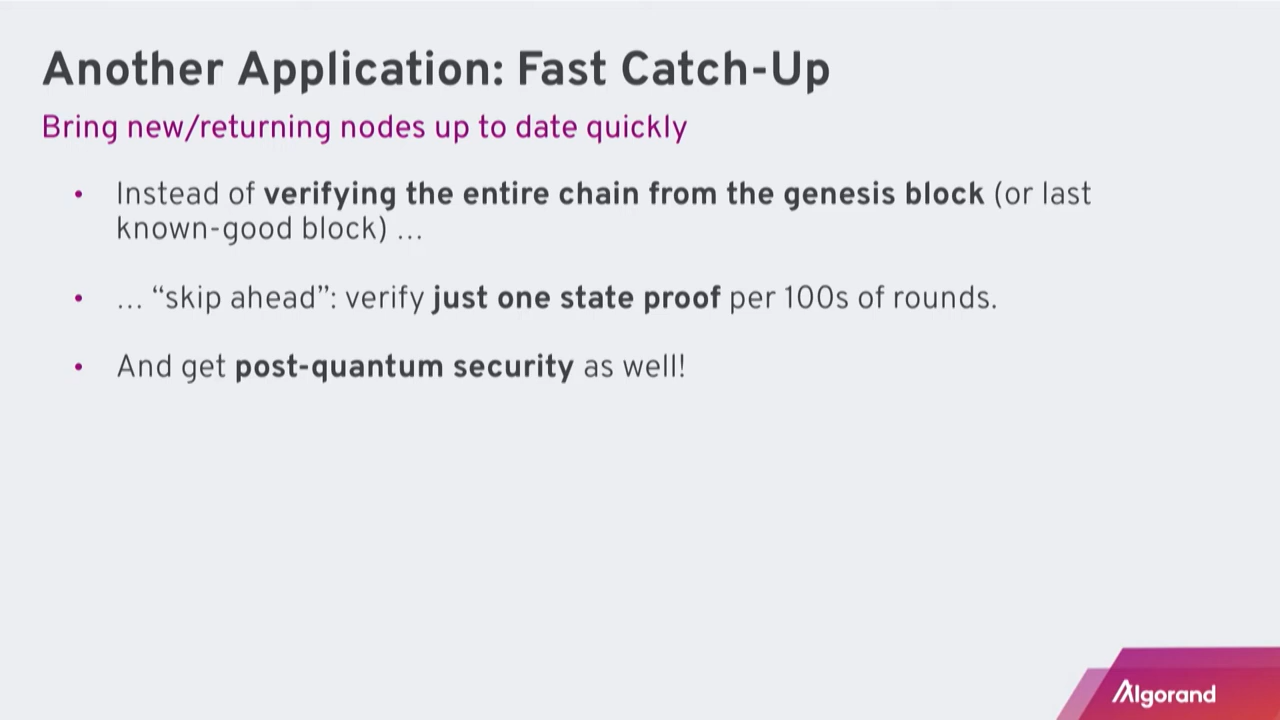 Another Application: Fast Catch-Up
Bring new/returning nodes up to date quickly
• Instead of verifying the entire chain from the genesis block (or last
known-good block) …
• … “skip ahead”: verify just one state proof per 100s of rounds.
• And get post-quantum security as well!
Algorand